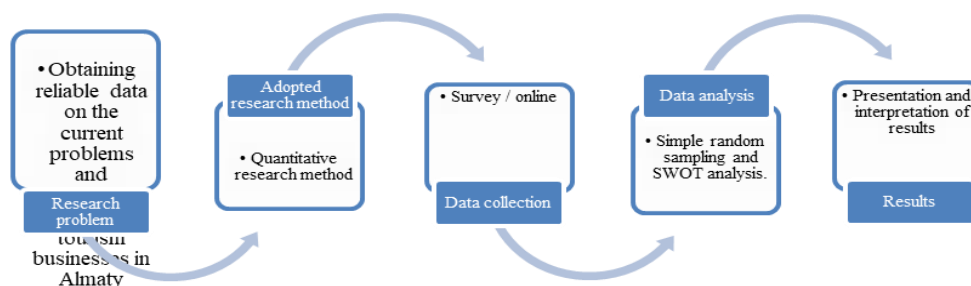 • Obtaining
reliable data
on the
current
problems
and
Research
problem
tourism
businesses in
Almaty
Adopted
research method
• Quantitative
research method
• Survey / online
Data collection
Data analysis
• Simple random
sampling and
SWOT analysis.
• Presentation and
interpretation of
results
Results